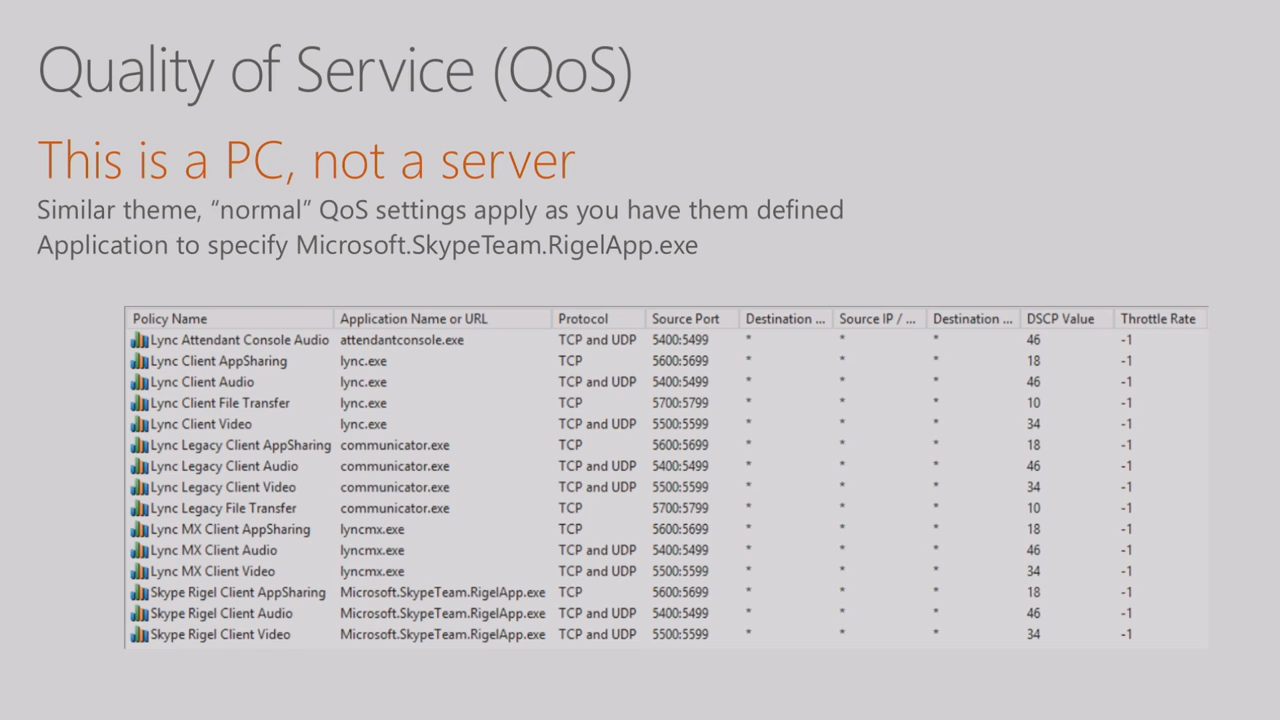 Quality of Service (QoS)
This is a PC, not a server
Similar theme, “normal” QoS settings apply as you have them defined
Application to specify Microsoft.SkypeTeam.RigelApp.exe
Policy Name Application Name or URL Protocol Source Port Destination ... Source IP / ... Destination ... DSCP Value Throttle Rate
Lync Attendant Console Audio attendantconsole.exe TCP and UDP 5400:5499 * * * 46 -1
Lync Client AppSharing lync.exe TCP 5600:5699 * * * 18 -1
Lync Client Audio lync.exe TCP and UDP 5400:5499 * * * 46 -1
Lync Client File Transfer lync.exe TCP 5700:5799 * * * 10 -1
Lync Client Video lync.exe TCP and UDP 5500:5599 * * * 34 -1
Lync Legacy Client AppSharing communicator.exe TCP 5600:5699 * * * 18 -1
Lync Legacy Client Audio communicator.exe TCP and UDP 5400:5499 * * * 46 -1
Lync Legacy Client Video communicator.exe TCP and UDP 5500:5599 * * * 34 -1
Lync Legacy File Transfer communicator.exe TCP 5700:5799 * * * 10 -1
Lync MX Client AppSharing lyncmx.exe TCP 5600:5699 * * * 18 -1
Lync MX Client Audio lyncmx.exe TCP and UDP 5400:5499 * * * 46 -1
Lync MX Client Video lyncmx.exe TCP and UDP 5500:5599 * * * 34 -1
Skype Rigel Client AppSharing Microsoft.SkypeTeam.RigelApp.exe TCP 5600:5699 * * * 18 -1
Skype Rigel Client Audio Microsoft.SkypeTeam.RigelApp.exe TCP and UDP 5400:5499 * * * 46 -1
Skype Rigel Client Video Microsoft.SkypeTeam.RigelApp.exe TCP and UDP 5500:5599 * * * 34 -1